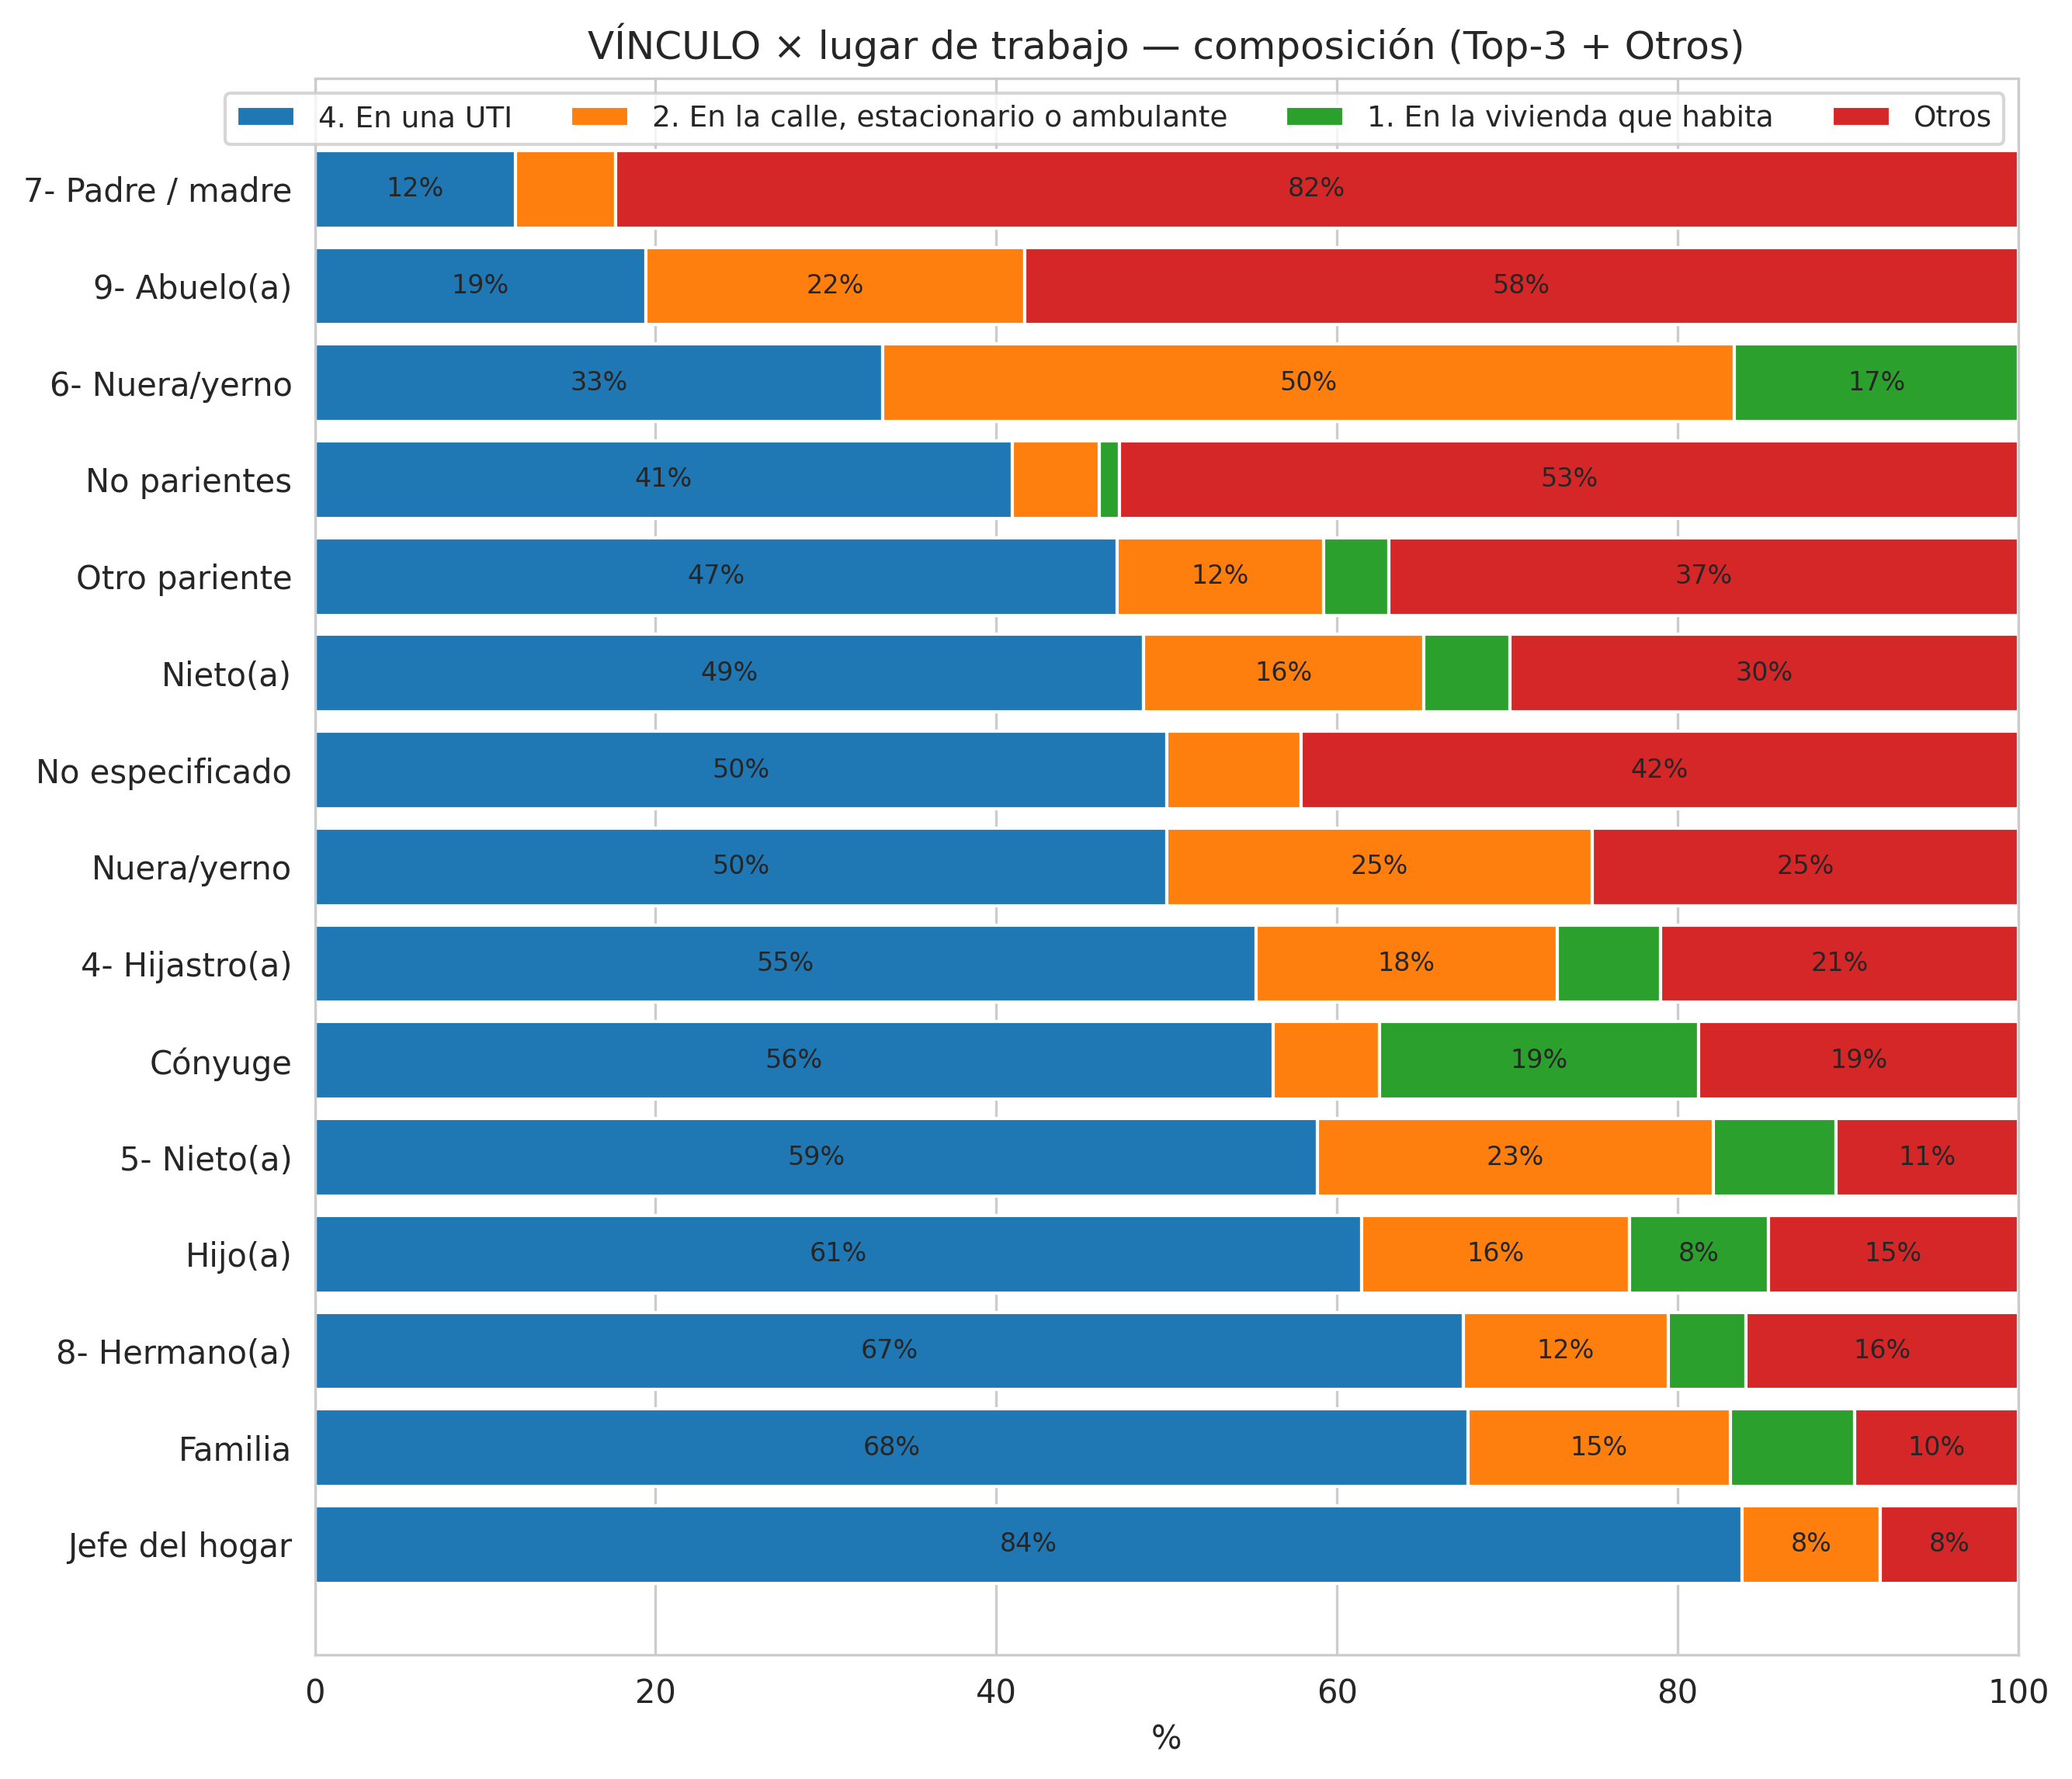 VÍNCULO × lugar de trabajo — composición (Top-3 + Otros)
4. En una UTI 2. En la calle, estacionario o ambulante 1. En la vivienda que habita Otros
7- Padre / madre 12% 82%
9- Abuelo(a) 19% 22% 58%
6- Nuera/yerno 33% 50% 17%
No parientes 41% 53%
Otro pariente 47% 12% 37%
Nieto(a) 49% 16% 30%
No especificado 50% 42%
Nuera/yerno 50% 25% 25%
4- Hijastro(a) 55% 18% 21%
Cónyuge 56% 19% 19%
5- Nieto(a) 59% 23% 11%
Hijo(a) 61% 16% 8% 15%
8- Hermano(a) 67% 12% 16%
Familia 68% 15% 10%
Jefe del hogar 84% 8% 8%
0 20 40 60 80 100
%